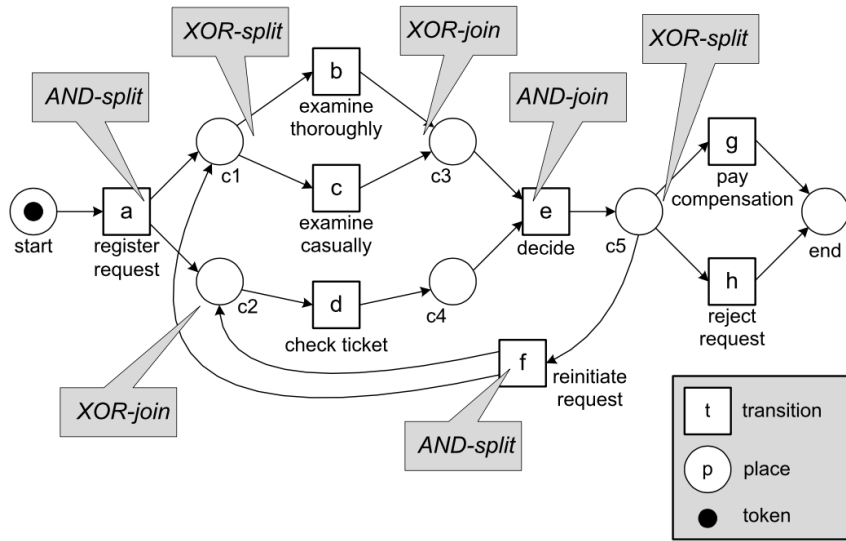 XOR-split
XOR-join
XOR-split
b
AND-split
examine
thoroughly
AND-join
g
pay
compensation
c1
c3
a
c
e
start
register
request
examine
casually
decide
c5
end
c2
d
c4
h
check ticket
reject
request
f
reinitiate
request
XOR-join
AND-split
t
transition
p
place
token